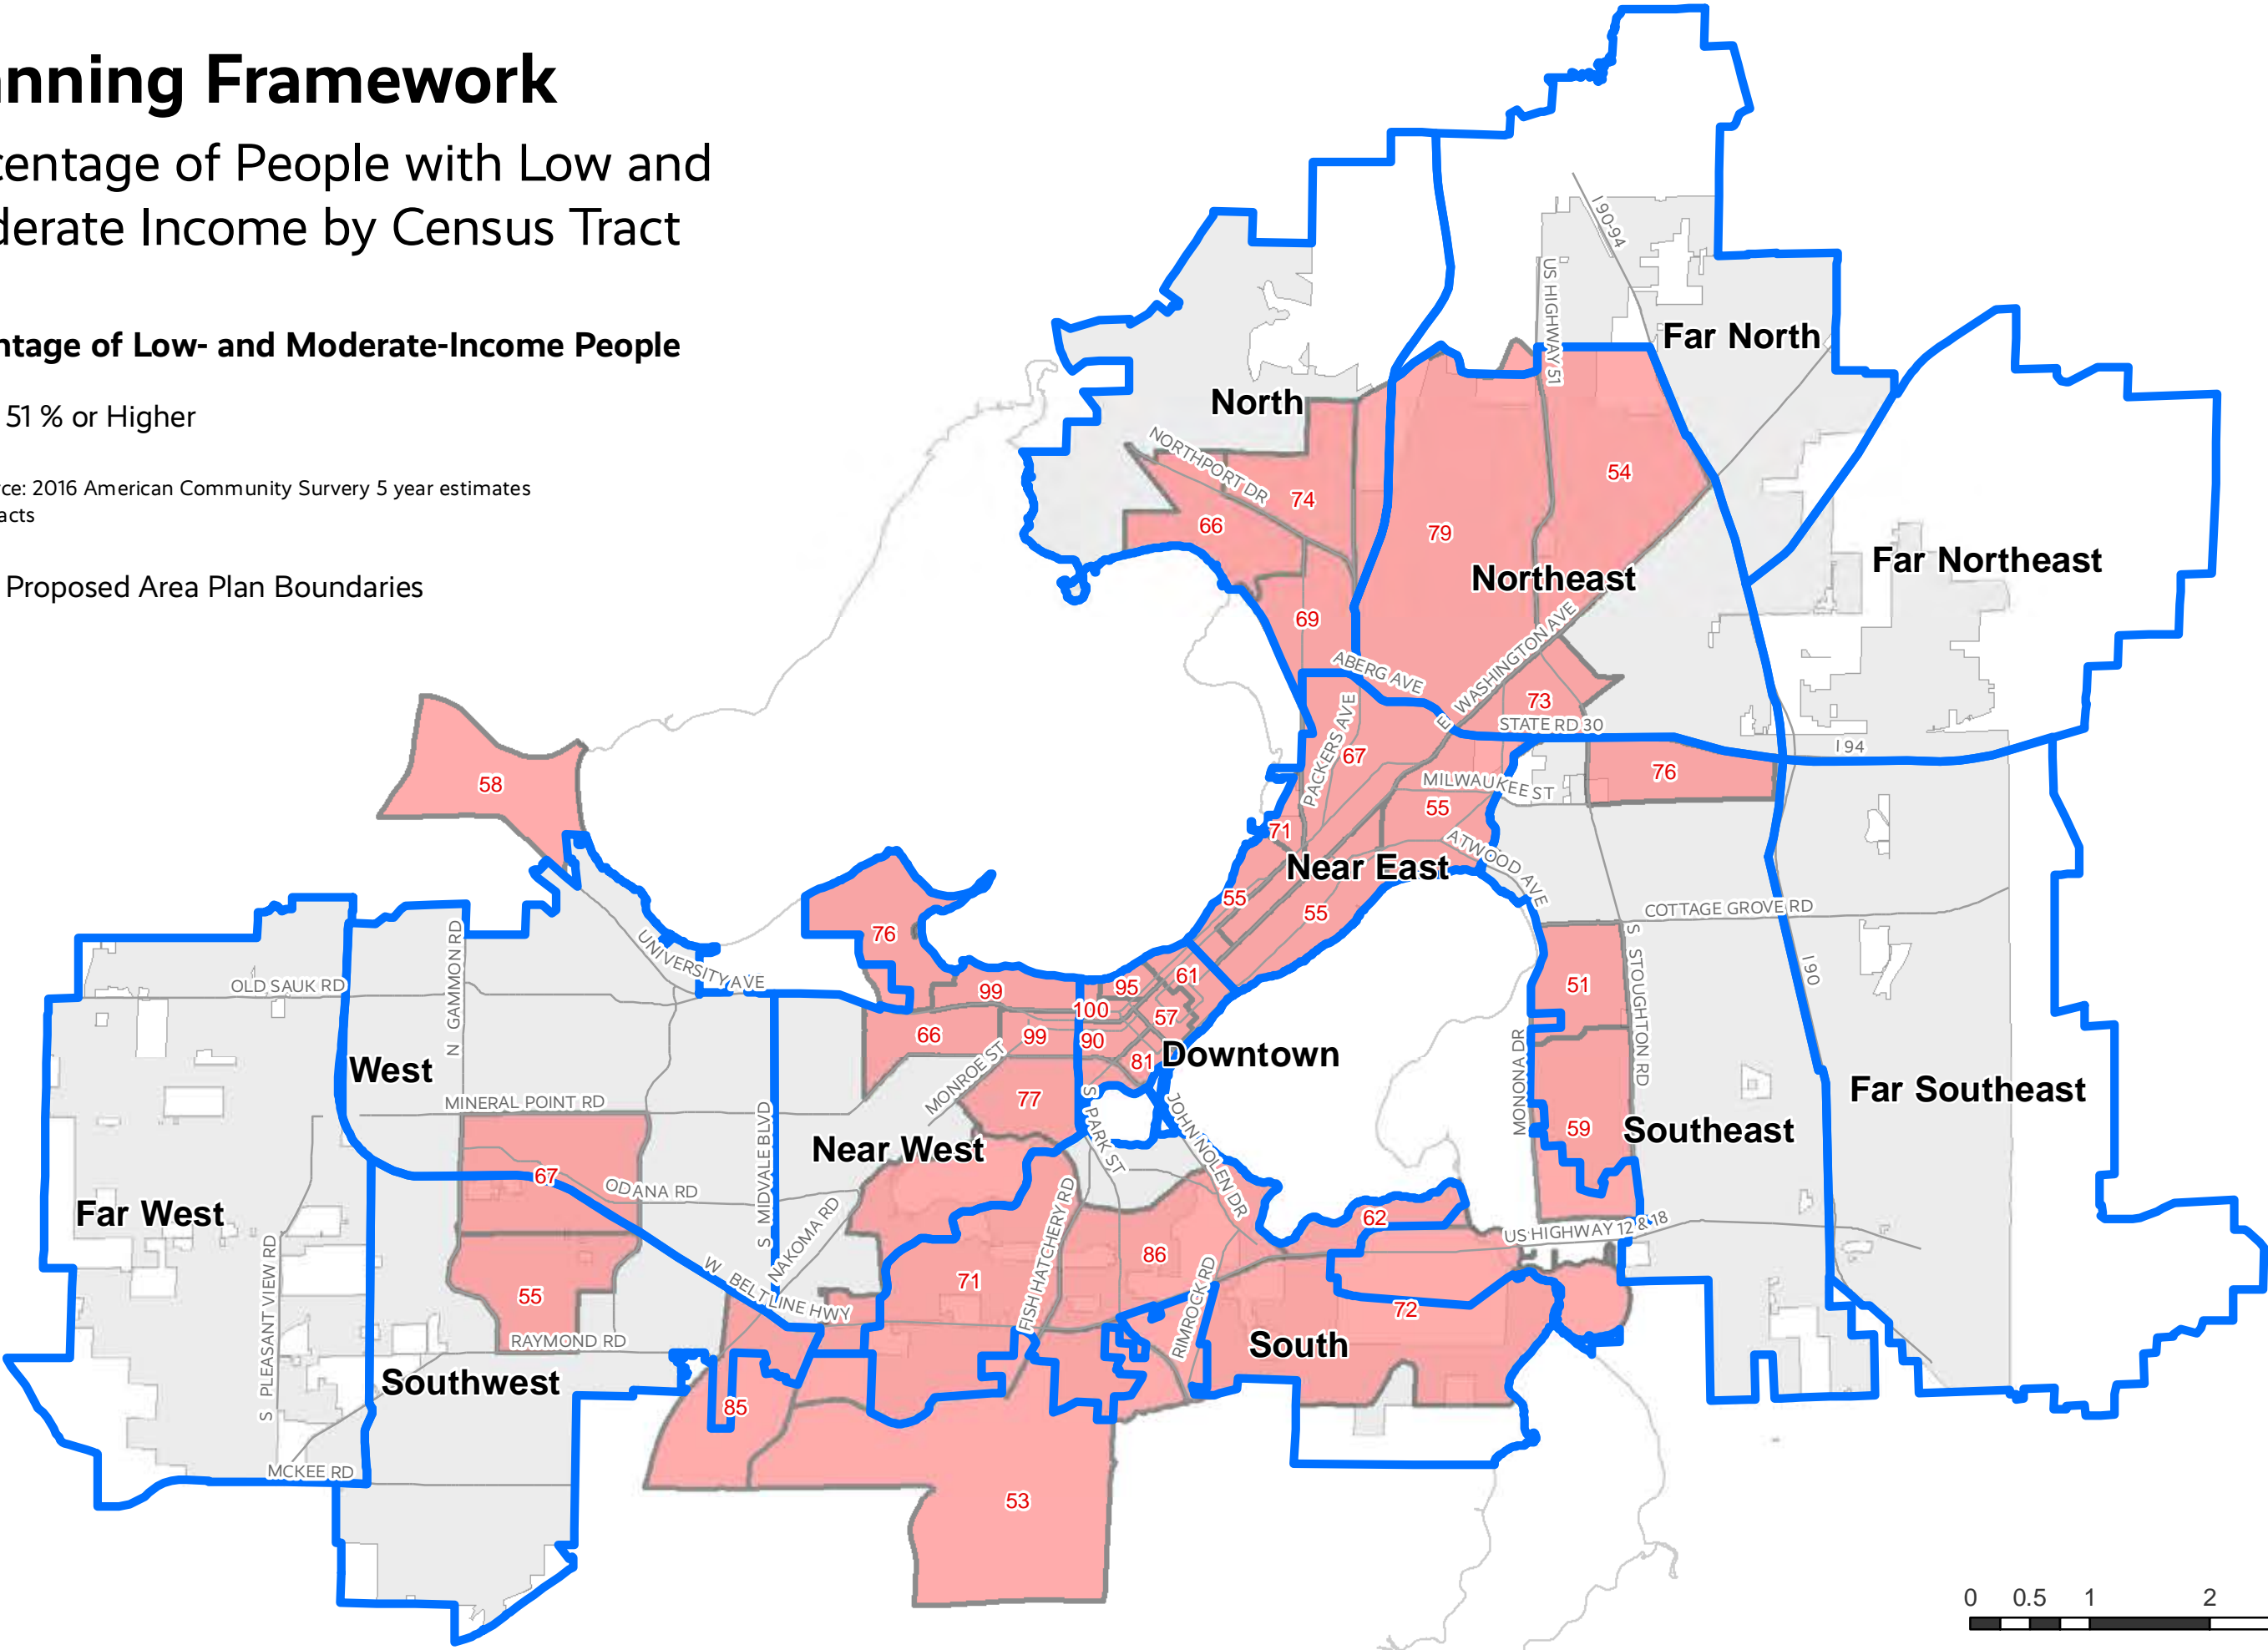 anning Framework
centage of People with Low and
derate Income by Census Tract
ntage of Low- and Moderate-Income People
51 % or Higher
rce: 2016 American Community Survery 5 year estimates
acts
Proposed Area Plan Boundaries
I 90-94
US HIGHWAY 51
Far North
North
NORTHPORT DR
54
74
66
79
Far Northeast
Northeast
69
E WASHINGTON AVE
ABERG AVE
73
STATE RD 30
I 94
PACKERS AVE
67
76
58
MILWAUKEE ST
55
71
ATWOOD AVE
Near East
55
55
COTTAGE GROVE RD
76
N GAMMON RD
UNIVERSITY AVE
S STOUGHTON RD
I 90
OLD SAUK RD
99
95
61
51
100
57
66
99
90
MONROE ST
81
Downtown
West
MONONA DR
Far Southeast
MINERAL POINT RD
77
S PARK ST
JOHN NOLEN DR
59
Southeast
S MIDVALE BLVD
Near West
67
ODANA RD
Far West
NAKOMA RD
FISH HATCHERY RD
62
US HIGHWAY 12 & 18
86
71
S PLEASANT VIEW RD
W BELTLINE HWY
55
RIMROCK RD
72
RAYMOND RD
South
Southwest
85
MCKEE RD
53
0 0.5 1 2